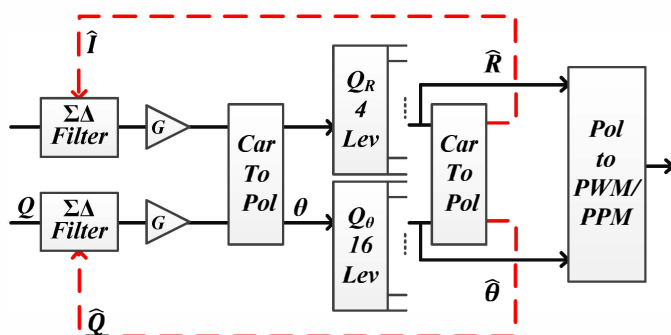 Î
ΣΔ
Filter
G
Car
To
Pol
Q_R
4
Lev
R̂
Car
To
Pol
Pol
to
PWM/
PPM
Q
ΣΔ
Filter
G
θ
Q_θ
16
Lev
θ̂
Q̂